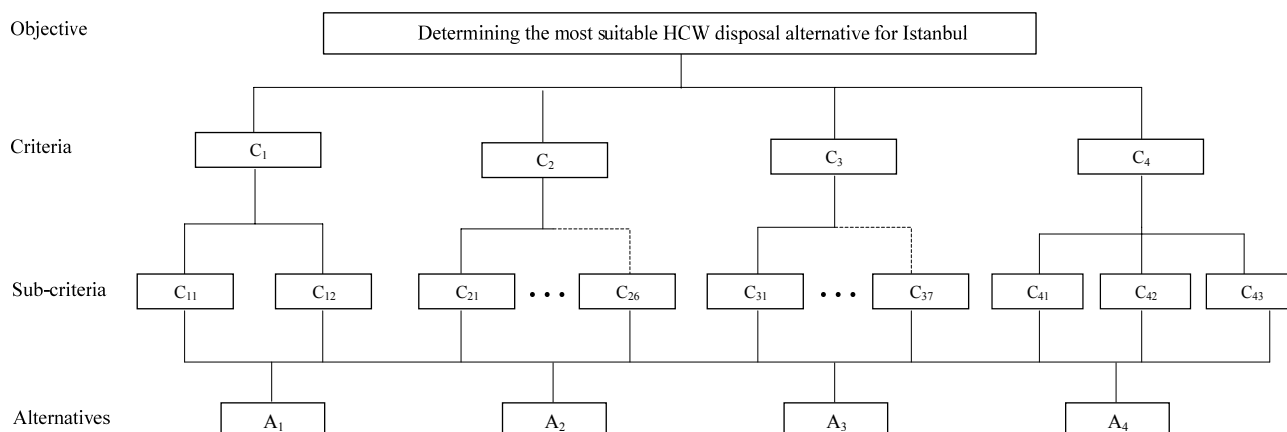 Objective
Determining the most suitable HCW disposal alternative for Istanbul
Criteria
C₁
C₂
C₃
C₄
Sub-criteria
C₁₁
C₁₂
C₂₁
• • •
C₂₆
C₃₁
• • •
C₃₇
C₄₁
C₄₂
C₄₃
Alternatives
A₁
A₂
A₃
A₄